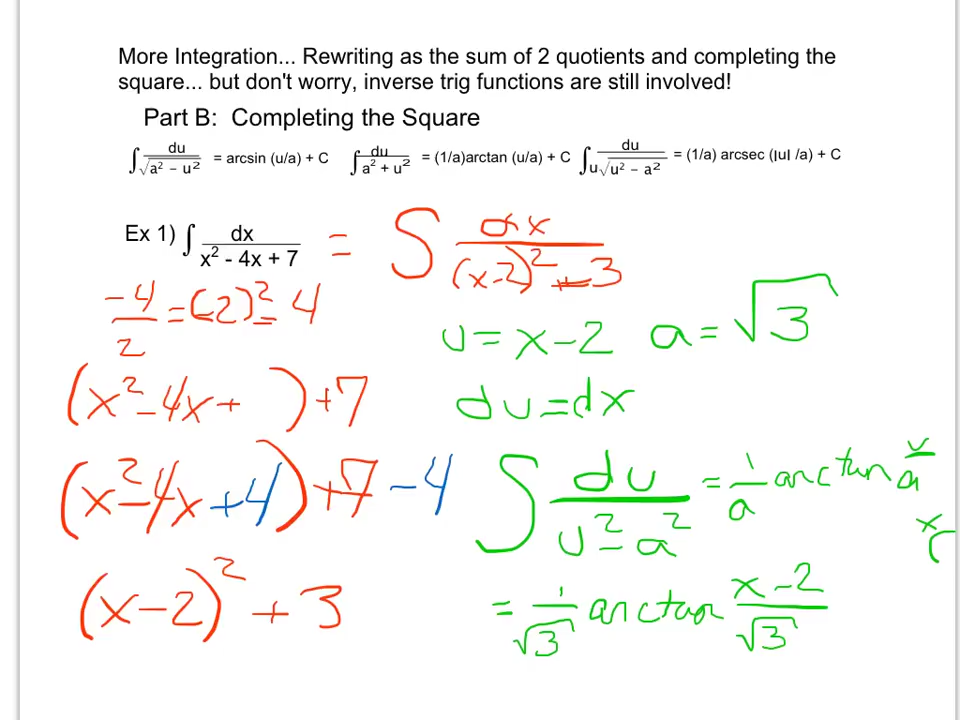 More Integration... Rewriting as the sum of 2 quotients and completing the
square... but don't worry, inverse trig functions are still involved!
Part B: Completing the Square
∫ du / √(a² − u²) = arcsin (u/a) + C ∫ du / (a² + u²) = (1/a)arctan (u/a) + C ∫ du / (u√(u² − a²)) = (1/a) arcsec (|u| /a) + C
Ex 1) ∫ dx / (x² - 4x + 7) = ∫ dx / ((x-2)² + 3)
-4/2 = (-2)² = 4
u = x - 2 a = √3
(x² - 4x + ) + 7
du = dx
(x² - 4x + 4) + 7 - 4
∫ du / (u² - a²) = 1/a arctan u/a
(x - 2)² + 3
= 1/√3 arctan (x - 2)/√3